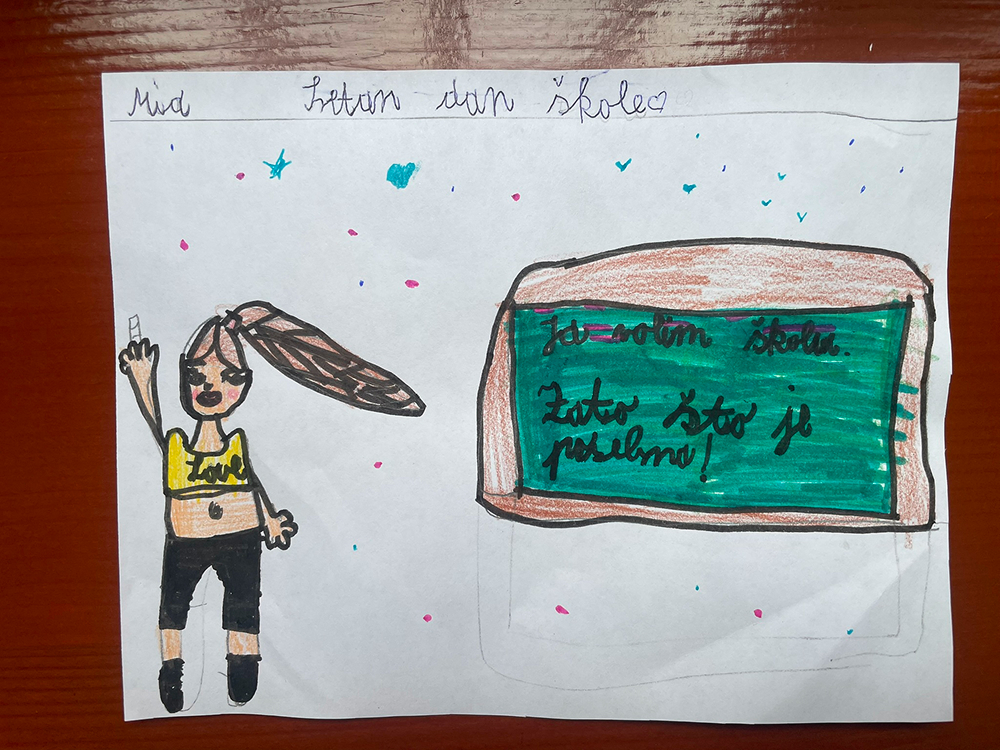 Mia Sretan dan škole♡
Ja volim školu.
Zato što je
posebna!
Love